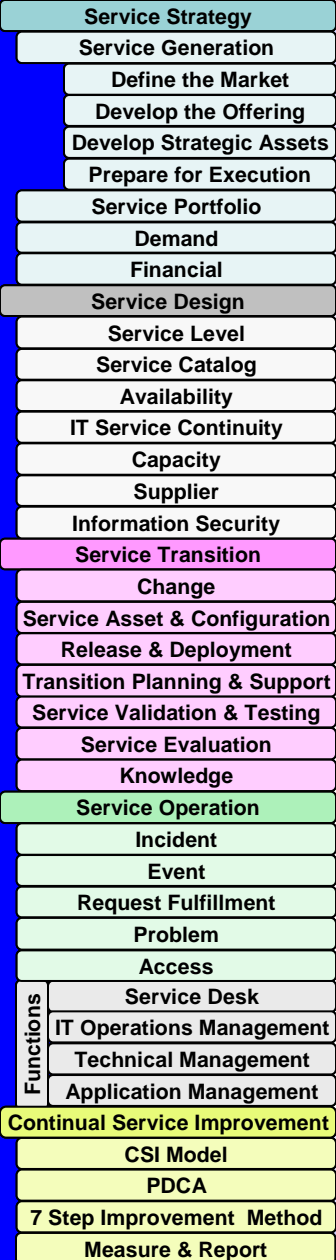 Service Strategy
Service Generation
Define the Market
Develop the Offering
Develop Strategic Assets
Prepare for Execution
Service Portfolio
Demand
Financial
Service Design
Service Level
Service Catalog
Availability
IT Service Continuity
Capacity
Supplier
Information Security
Service Transition
Change
Service Asset & Configuration
Release & Deployment
Transition Planning & Support
Service Validation & Testing
Service Evaluation
Knowledge
Service Operation
Incident
Event
Request Fulfillment
Problem
Access
Functions
Service Desk
IT Operations Management
Technical Management
Application Management
Continual Service Improvement
CSI Model
PDCA
7 Step Improvement Method
Measure & Report